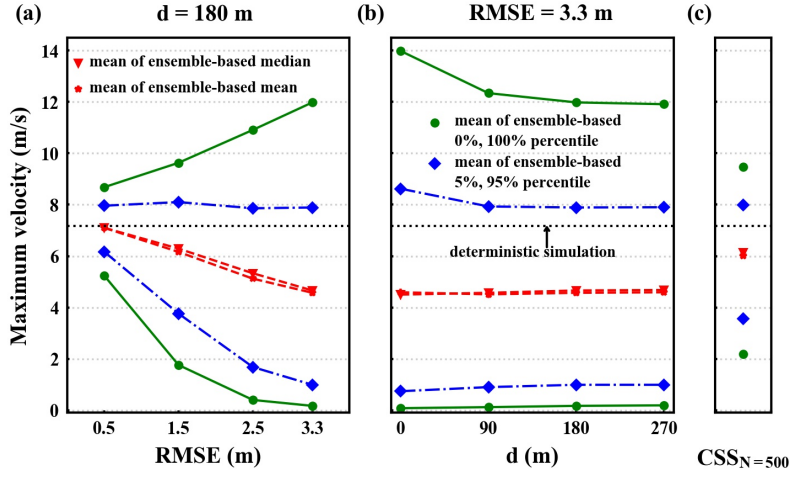 (a) d = 180 m
(b) RMSE = 3.3 m
(c)
Maximum velocity (m/s)
14
12
10
8
6
4
2
0
mean of ensemble-based median
mean of ensemble-based mean
0.5 1.5 2.5 3.3
RMSE (m)
mean of ensemble-based
0%, 100% percentile
mean of ensemble-based
5%, 95% percentile
deterministic simulation
0 90 180 270
d (m)
CSSN = 500